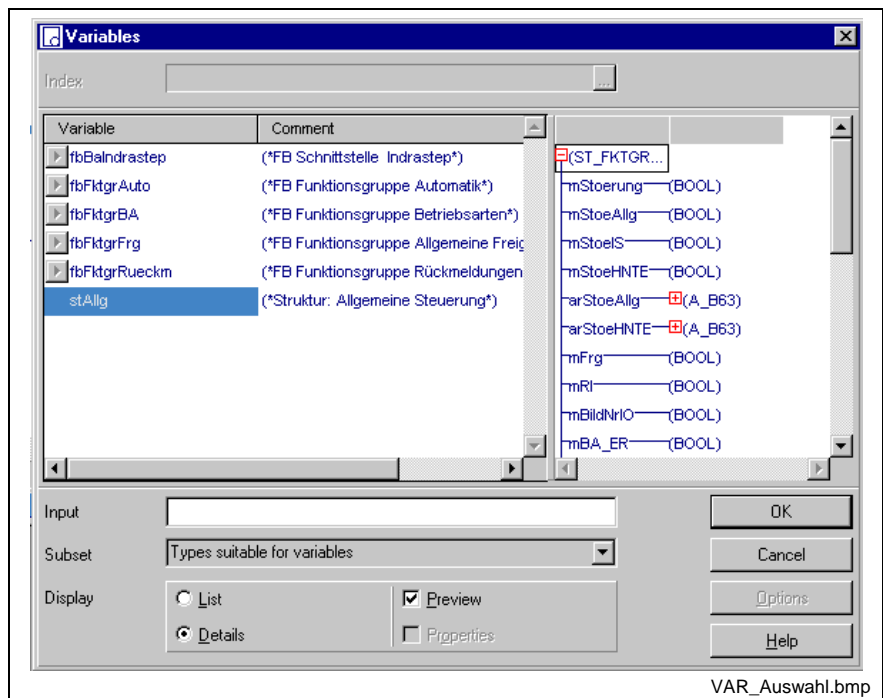 Variables
Index
...
Variable Comment
fbBaIndrastep (*FB Schnittstelle Indrastep*)
fbFktgrAuto (*FB Funktionsgruppe Automatik*)
fbFktgrBA (*FB Funktionsgruppe Betriebsarten*)
fbFktgrFrg (*FB Funktionsgruppe Allgemeine Freig
fbFktgrRueckm (*FB Funktionsgruppe Rückmeldungen
stAllg (*Struktur: Allgemeine Steuerung*)
(ST_FKTGR...
mStoerung (BOOL)
mStoeAllg (BOOL)
mStoeIS (BOOL)
mStoeHNTE (BOOL)
arStoeAllg (A_B63)
arStoeHNTE (A_B63)
mFrg (BOOL)
mRI (BOOL)
mBildNrIO (BOOL)
mBA_ER (BOOL)
Input
OK
Subset Types suitable for variables
Cancel
Display List Preview
Options
Details Properties
Help
VAR_Auswahl.bmp